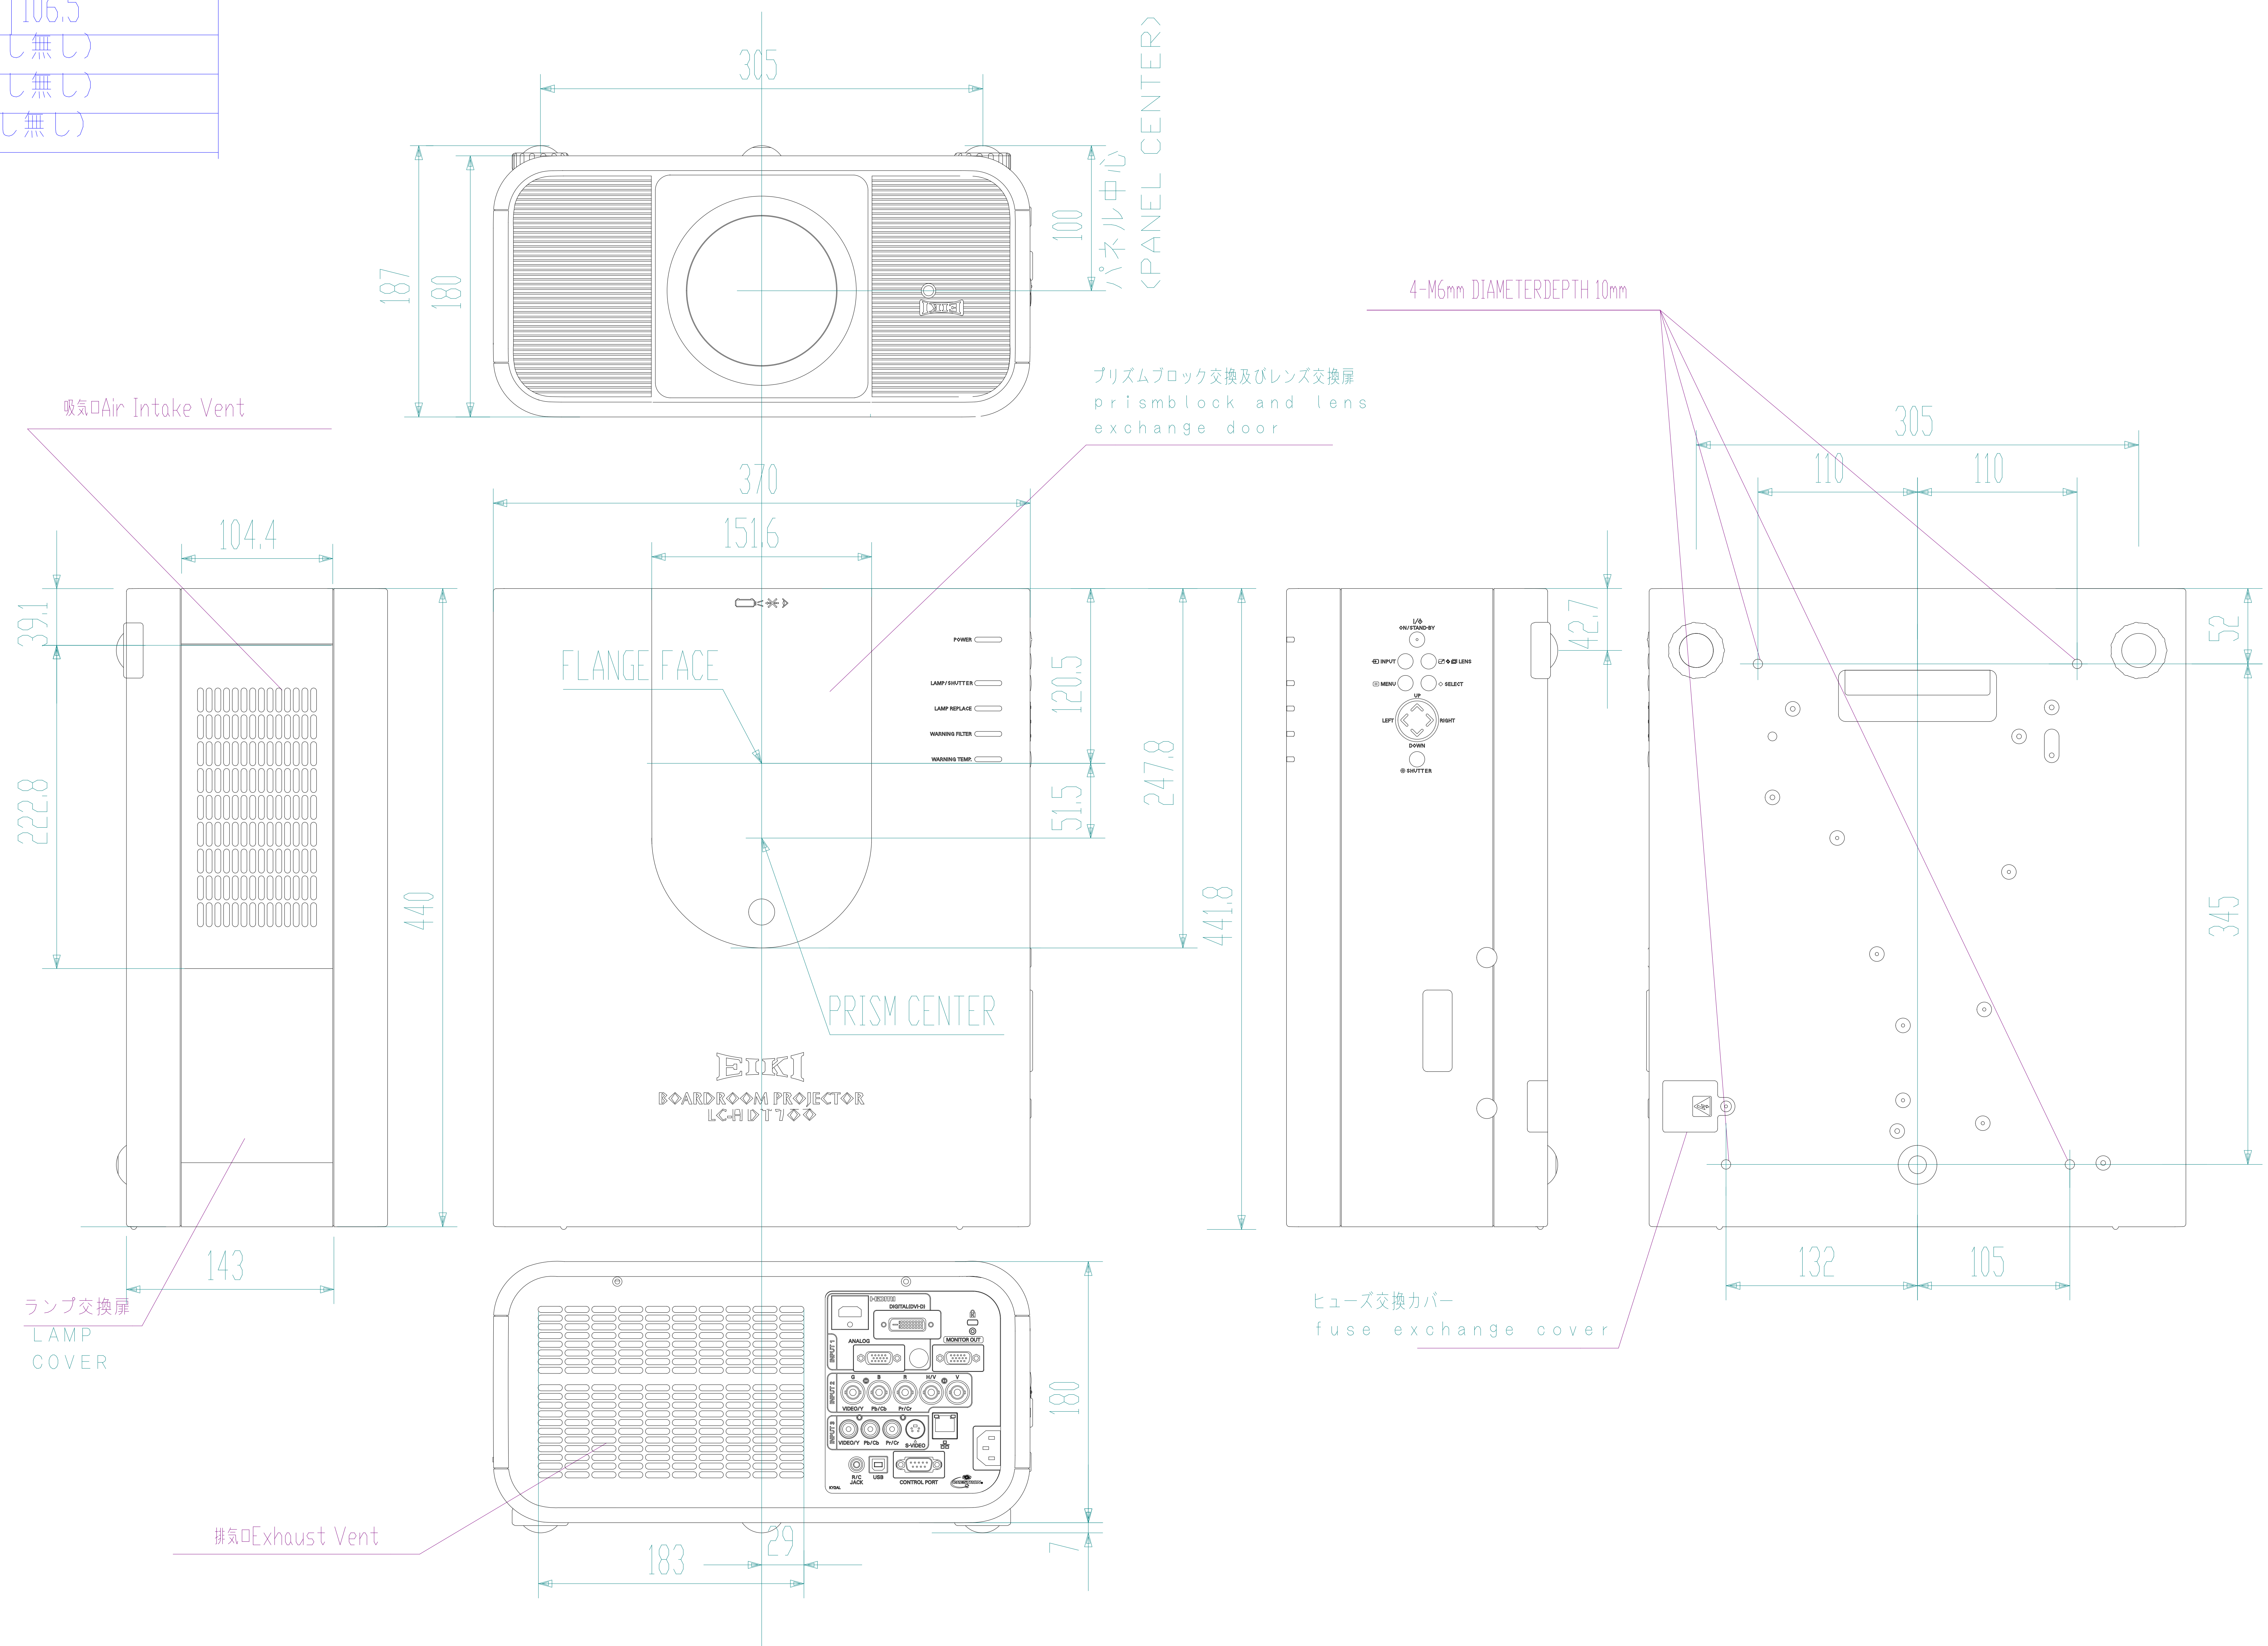 106.5
し無し)
し無し)
し無し)
305
187
180
100
パネル中心
(PANEL CENTER)
EIKI
4-M6mm DIAMETERDEPTH 10mm
プリズムブロック交換及びレンズ交換扉
prismblock and lens
exchange door
吸気口Air Intake Vent
305
110
110
370
151.6
104.4
39.1
222.8
440
FLANGE FACE
POWER
LAMP/SHUTTER
LAMP REPLACE
WARNING FILTER
WARNING TEMP.
120.5
51.5
247.8
441.8
PRISM CENTER
EIKI
BOARDROOM PROJECTOR
LC-HDT700
ON/STAND-BY
INPUT
LENS
MENU
SELECT
UP
LEFT
RIGHT
DOWN
SHUTTER
42.7
52
345
143
132
105
ランプ交換扉
LAMP
COVER
ヒューズ交換カバー
fuse exchange cover
HDMI
DIGITAL(DVI-D)
ANALOG
MONITOR OUT
INPUT 1
INPUT 2
G
B
R
H/V
V
VIDEO/Y
Pb/Cb
Pr/Cr
INPUT 3
VIDEO/Y
Pb/Cb
Pr/Cr
S-VIDEO
R/C
JACK
USB
CONTROL PORT
KYGAL
180
7
排気口Exhaust Vent
29
183